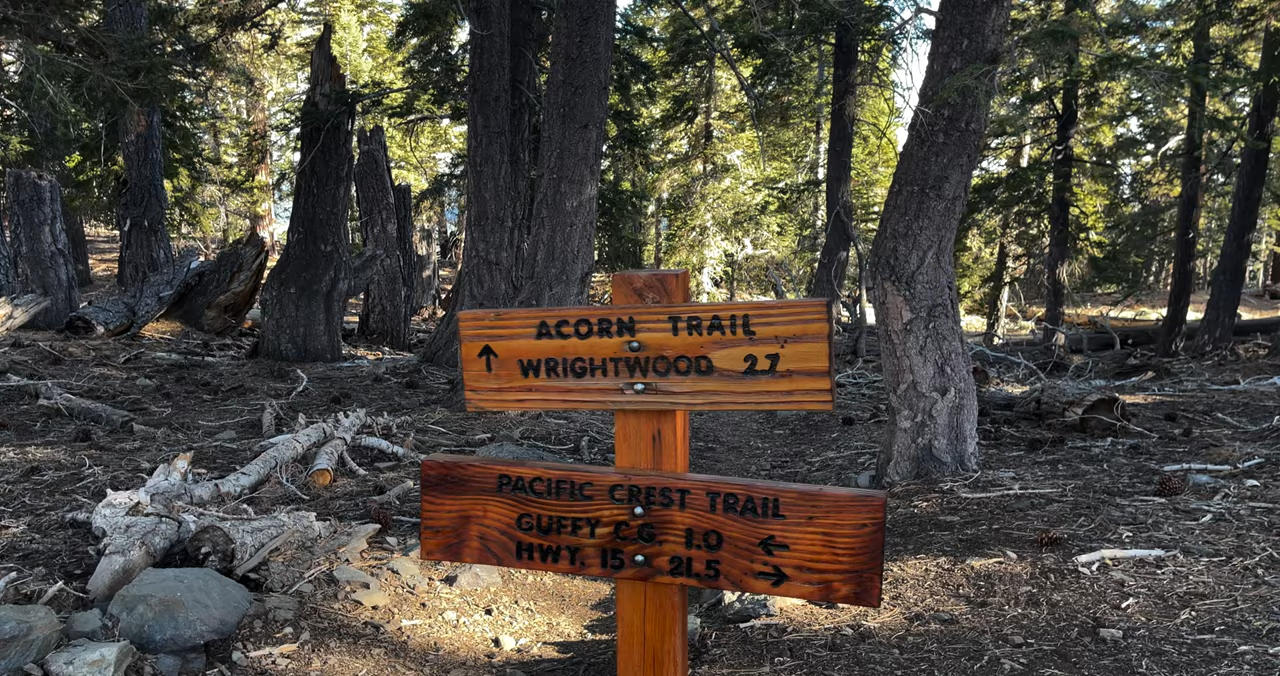 ACORN TRAIL
↑ WRIGHTWOOD 2.7
PACIFIC CREST TRAIL
GUFFY C.G. 1.0 ←
HWY. 15 21.5 →